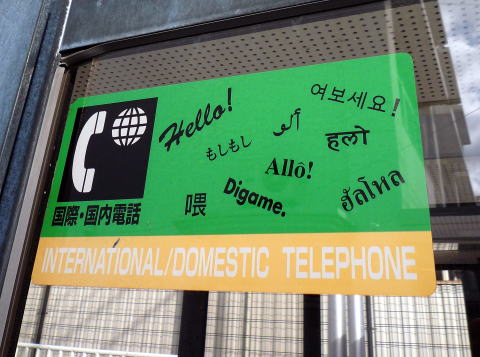 Hello!
여보세요!
もしもし
ألو
हलो
Allô!
喂
Digame.
ฮัลโหล
国際・国内電話
INTERNATIONAL/DOMESTIC TELEPHONE